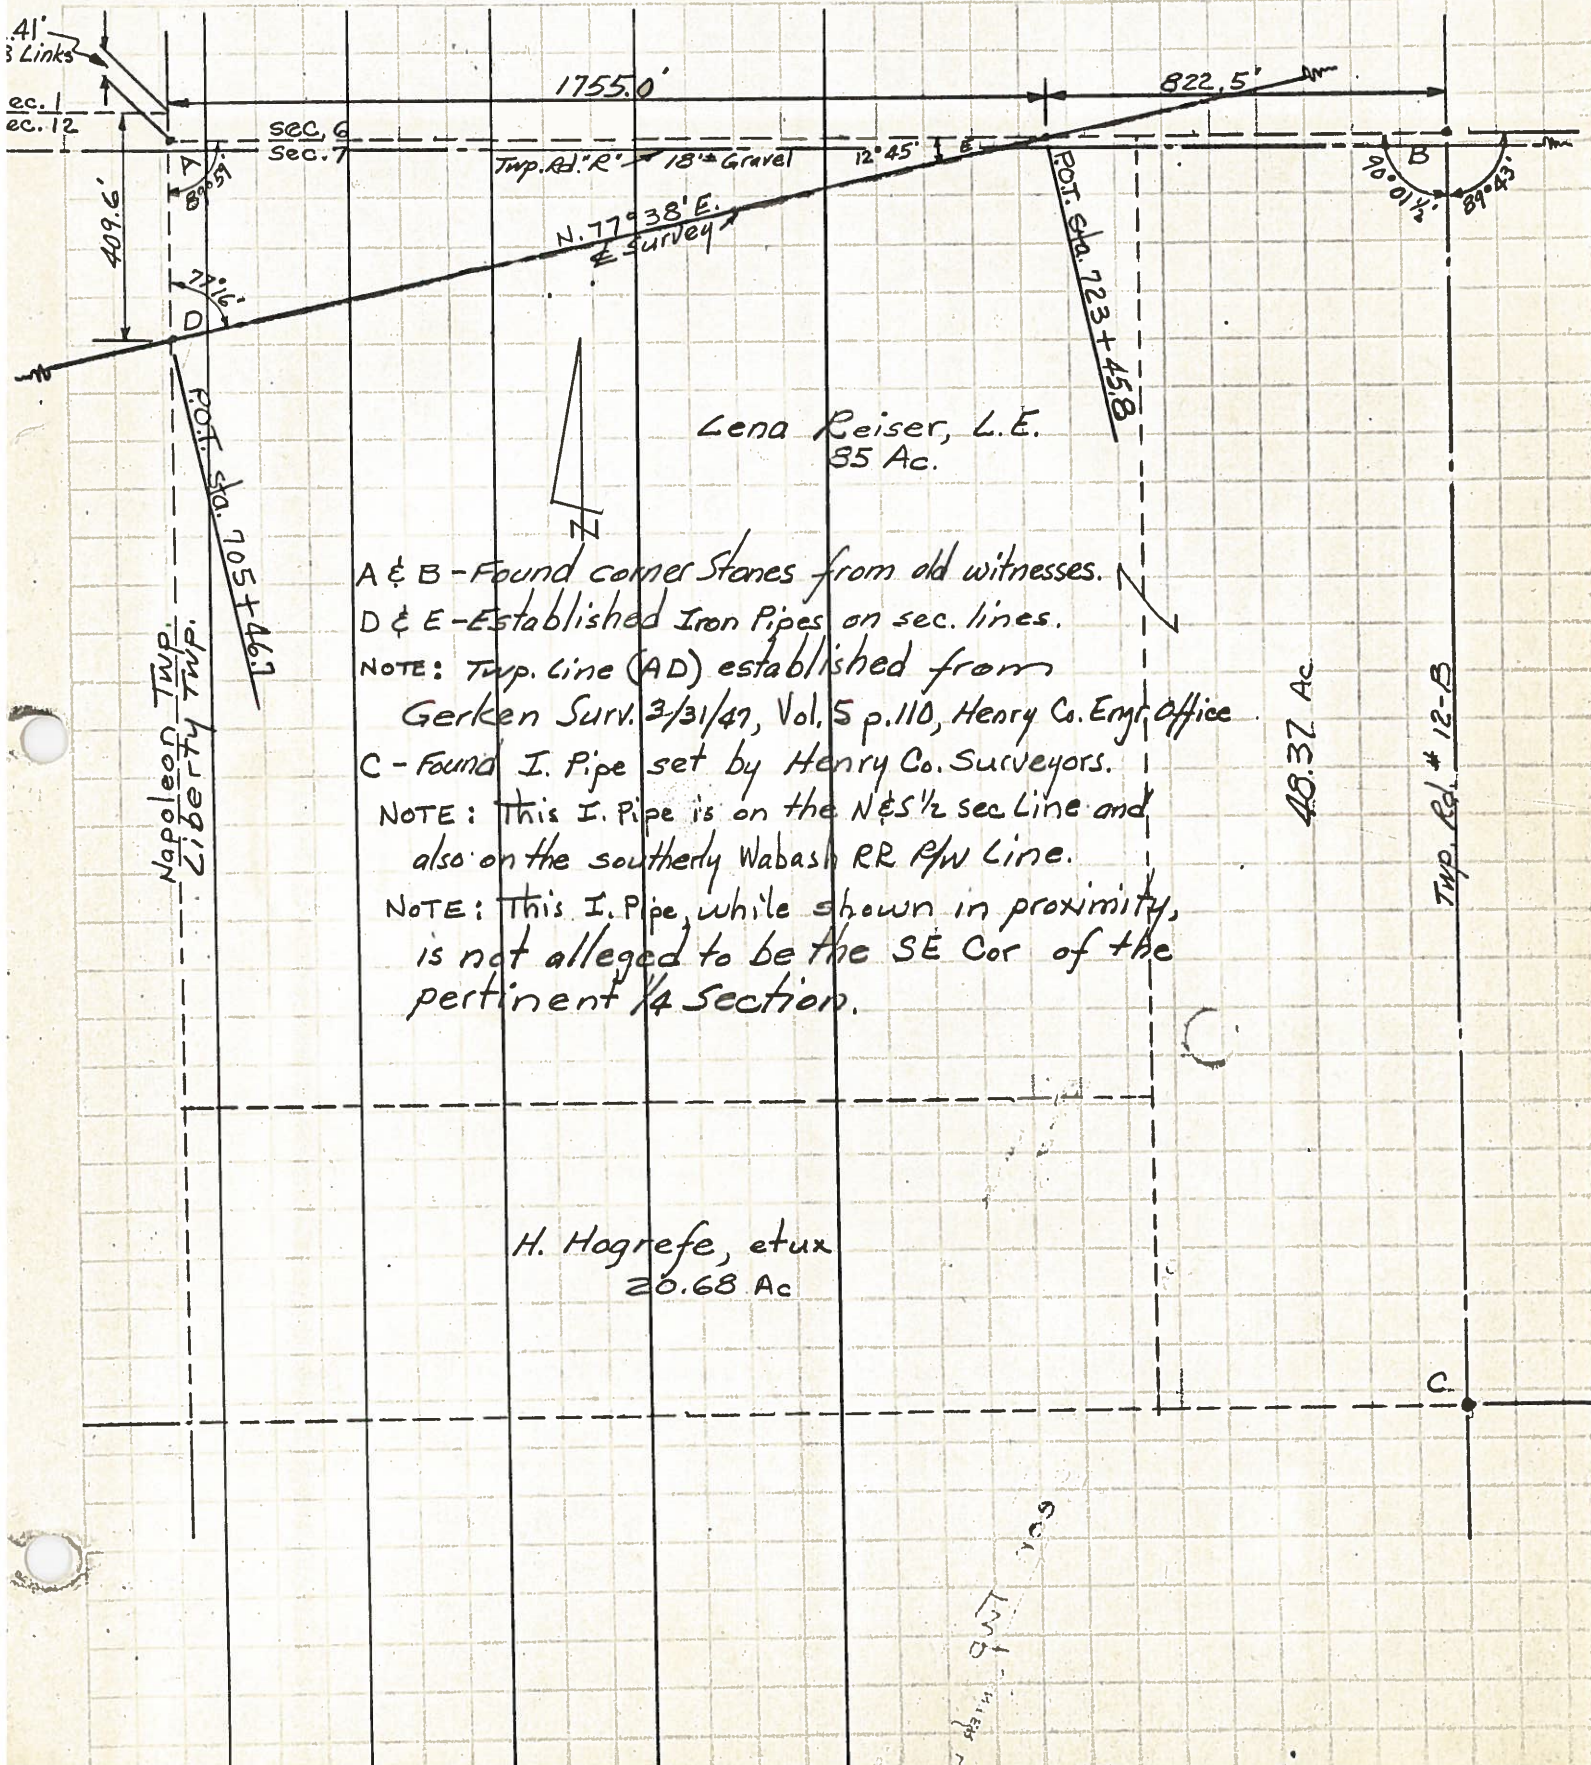 .41'
3 Links
1755.0'
822.5'
ec. 1
ec. 12
sec. 6
sec. 7
Twp. Rd. "R"
18'± Gravel
12°45'
E
A
89°59'
B
90°01½'
89°43'
409.6'
N. 77°38' E.
℄ Survey
77°16'
D
P.O.T. sta. 723+45.8
P.O.T. sta. 705+46.7
Lena Reiser, L.E.
85 Ac.
N
A & B - Found corner Stones from old witnesses.
D & E - Established Iron Pipes on sec. lines.
NOTE: Twp. Line (AD) established from
Gerken Surv. 3/31/47, Vol. 5 p. 110, Henry Co. Engr. Office
C - Found I. Pipe set by Henry Co. Surveyors.
NOTE: This I. Pipe is on the N&S ½ sec Line and
also on the southerly Wabash RR R/W Line.
NOTE: This I. Pipe, while shown in proximity,
is not alleged to be the SE Cor of the
pertinent ¼ Section.
Napoleon Twp.
Liberty Twp.
48.37 Ac
Twp. Rd. # 12-B
H. Hogrefe, etux
20.68 Ac
C